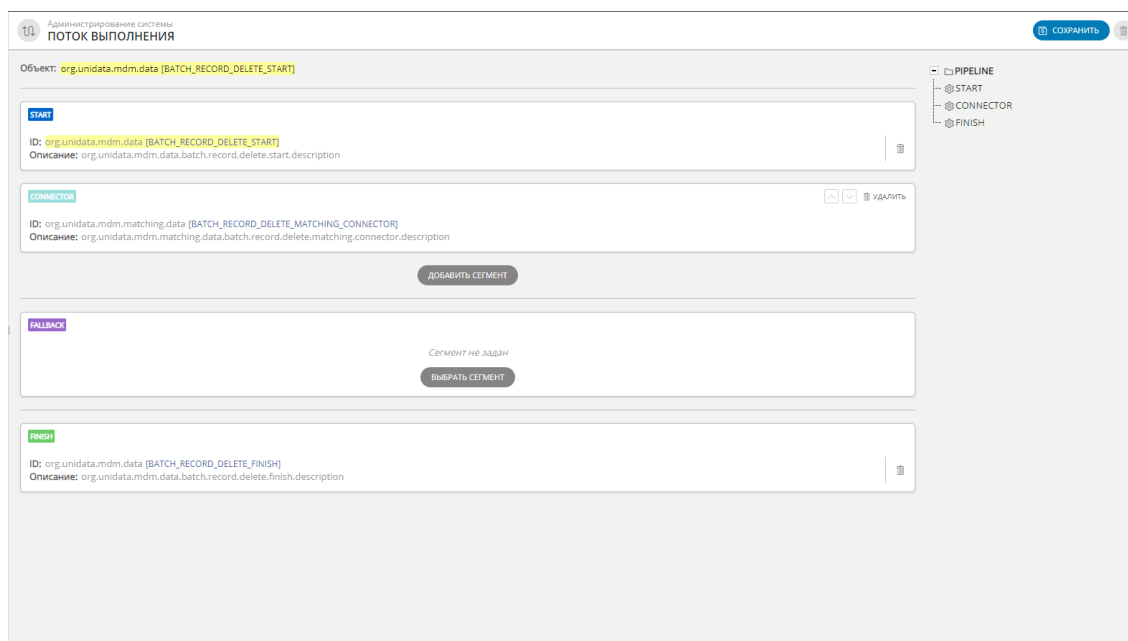 Администрирование системы
ПОТОК ВЫПОЛНЕНИЯ
СОХРАНИТЬ
Объект: org.unidata.mdm.data [BATCH_RECORD_DELETE_START]
PIPELINE
START
CONNECTOR
FINISH
START
ID: org.unidata.mdm.data [BATCH_RECORD_DELETE_START]
Описание: org.unidata.mdm.data.batch.record.delete.start.description
CONNECTOR
УДАЛИТЬ
ID: org.unidata.mdm.matching.data [BATCH_RECORD_DELETE_MATCHING_CONNECTOR]
Описание: org.unidata.mdm.matching.data.batch.record.delete.matching.connector.description
ДОБАВИТЬ СЕГМЕНТ
FALLBACK
Сегмент не задан
ВЫБРАТЬ СЕГМЕНТ
FINISH
ID: org.unidata.mdm.data [BATCH_RECORD_DELETE_FINISH]
Описание: org.unidata.mdm.data.batch.record.delete.finish.description